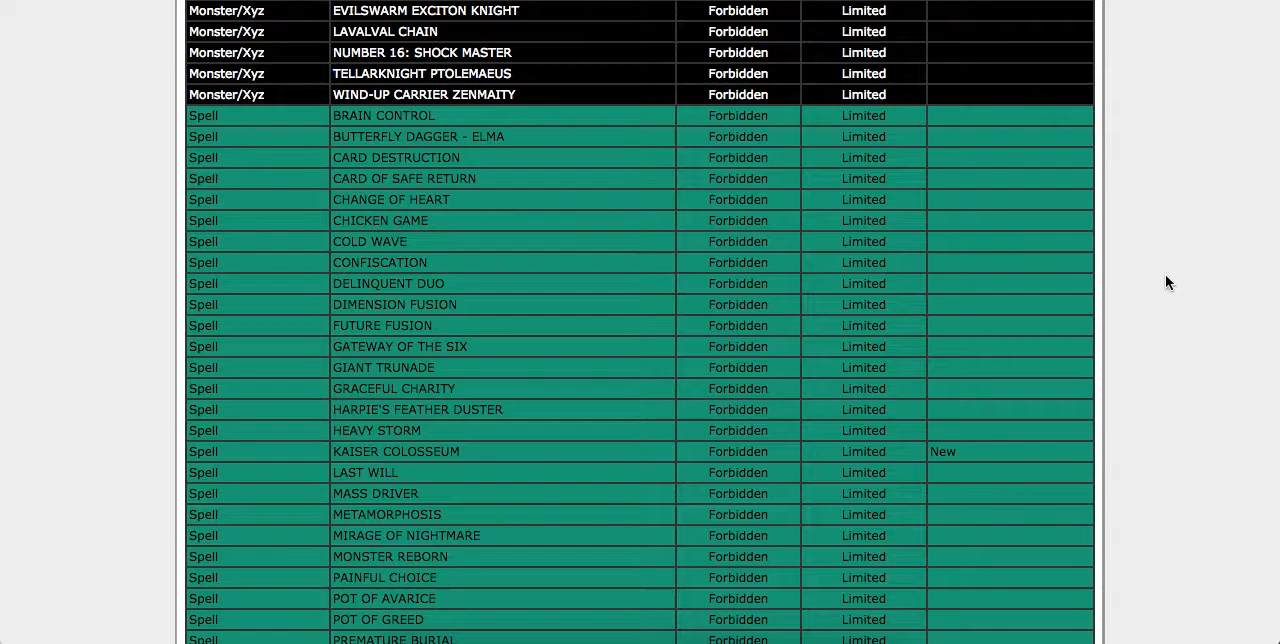 Monster/Xyz EVILSWARM EXCITON KNIGHT Forbidden Limited
Monster/Xyz LAVALVAL CHAIN Forbidden Limited
Monster/Xyz NUMBER 16: SHOCK MASTER Forbidden Limited
Monster/Xyz TELLARKNIGHT PTOLEMAEUS Forbidden Limited
Monster/Xyz WIND-UP CARRIER ZENMAITY Forbidden Limited
Spell BRAIN CONTROL Forbidden Limited
Spell BUTTERFLY DAGGER - ELMA Forbidden Limited
Spell CARD DESTRUCTION Forbidden Limited
Spell CARD OF SAFE RETURN Forbidden Limited
Spell CHANGE OF HEART Forbidden Limited
Spell CHICKEN GAME Forbidden Limited
Spell COLD WAVE Forbidden Limited
Spell CONFISCATION Forbidden Limited
Spell DELINQUENT DUO Forbidden Limited
Spell DIMENSION FUSION Forbidden Limited
Spell FUTURE FUSION Forbidden Limited
Spell GATEWAY OF THE SIX Forbidden Limited
Spell GIANT TRUNADE Forbidden Limited
Spell GRACEFUL CHARITY Forbidden Limited
Spell HARPIE'S FEATHER DUSTER Forbidden Limited
Spell HEAVY STORM Forbidden Limited
Spell KAISER COLOSSEUM Forbidden Limited New
Spell LAST WILL Forbidden Limited
Spell MASS DRIVER Forbidden Limited
Spell METAMORPHOSIS Forbidden Limited
Spell MIRAGE OF NIGHTMARE Forbidden Limited
Spell MONSTER REBORN Forbidden Limited
Spell PAINFUL CHOICE Forbidden Limited
Spell POT OF AVARICE Forbidden Limited
Spell POT OF GREED Forbidden Limited
Spell PREMATURE BURIAL Forbidden Limited